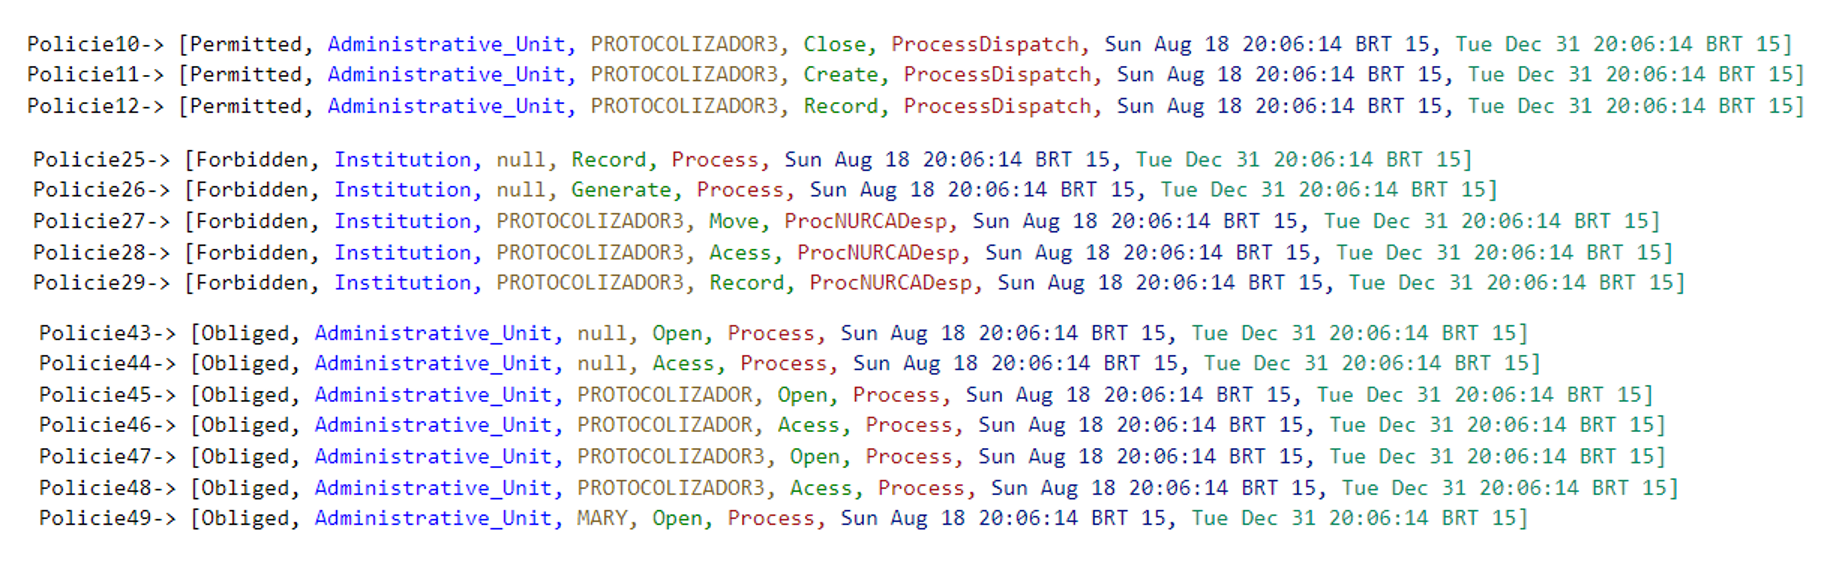 Policie10-> [Permitted, Administrative_Unit, PROTOCOLIZADOR3, Close, ProcessDispatch, Sun Aug 18 20:06:14 BRT 15, Tue Dec 31 20:06:14 BRT 15]
Policie11-> [Permitted, Administrative_Unit, PROTOCOLIZADOR3, Create, ProcessDispatch, Sun Aug 18 20:06:14 BRT 15, Tue Dec 31 20:06:14 BRT 15]
Policie12-> [Permitted, Administrative_Unit, PROTOCOLIZADOR3, Record, ProcessDispatch, Sun Aug 18 20:06:14 BRT 15, Tue Dec 31 20:06:14 BRT 15]
Policie25-> [Forbidden, Institution, null, Record, Process, Sun Aug 18 20:06:14 BRT 15, Tue Dec 31 20:06:14 BRT 15]
Policie26-> [Forbidden, Institution, null, Generate, Process, Sun Aug 18 20:06:14 BRT 15, Tue Dec 31 20:06:14 BRT 15]
Policie27-> [Forbidden, Institution, PROTOCOLIZADOR3, Move, ProcNURCADesp, Sun Aug 18 20:06:14 BRT 15, Tue Dec 31 20:06:14 BRT 15]
Policie28-> [Forbidden, Institution, PROTOCOLIZADOR3, Acess, ProcNURCADesp, Sun Aug 18 20:06:14 BRT 15, Tue Dec 31 20:06:14 BRT 15]
Policie29-> [Forbidden, Institution, PROTOCOLIZADOR3, Record, ProcNURCADesp, Sun Aug 18 20:06:14 BRT 15, Tue Dec 31 20:06:14 BRT 15]
Policie43-> [Obliged, Administrative_Unit, null, Open, Process, Sun Aug 18 20:06:14 BRT 15, Tue Dec 31 20:06:14 BRT 15]
Policie44-> [Obliged, Administrative_Unit, null, Acess, Process, Sun Aug 18 20:06:14 BRT 15, Tue Dec 31 20:06:14 BRT 15]
Policie45-> [Obliged, Administrative_Unit, PROTOCOLIZADOR, Open, Process, Sun Aug 18 20:06:14 BRT 15, Tue Dec 31 20:06:14 BRT 15]
Policie46-> [Obliged, Administrative_Unit, PROTOCOLIZADOR, Acess, Process, Sun Aug 18 20:06:14 BRT 15, Tue Dec 31 20:06:14 BRT 15]
Policie47-> [Obliged, Administrative_Unit, PROTOCOLIZADOR3, Open, Process, Sun Aug 18 20:06:14 BRT 15, Tue Dec 31 20:06:14 BRT 15]
Policie48-> [Obliged, Administrative_Unit, PROTOCOLIZADOR3, Acess, Process, Sun Aug 18 20:06:14 BRT 15, Tue Dec 31 20:06:14 BRT 15]
Policie49-> [Obliged, Administrative_Unit, MARY, Open, Process, Sun Aug 18 20:06:14 BRT 15, Tue Dec 31 20:06:14 BRT 15]